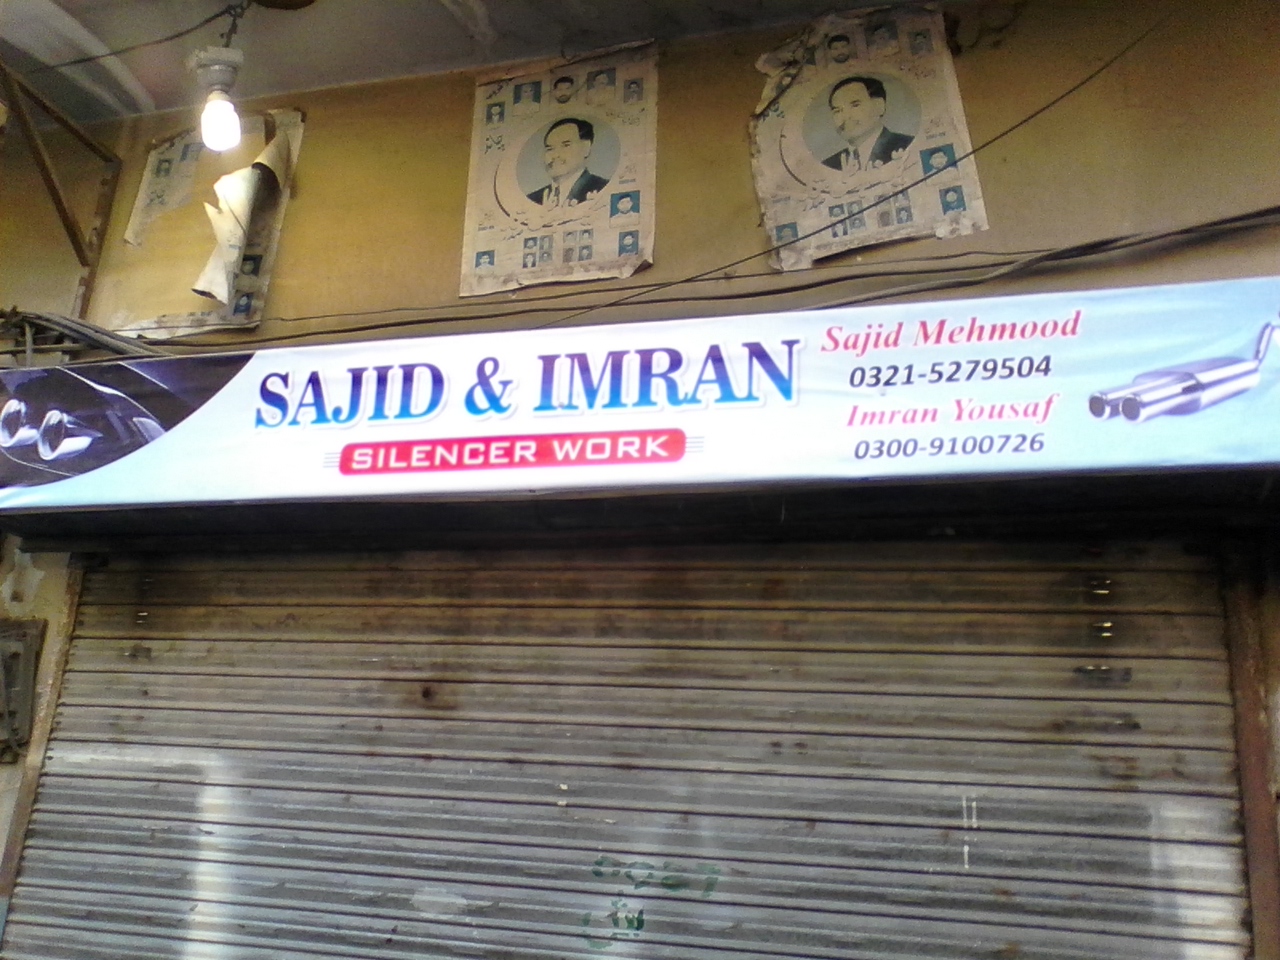 SAJID & IMRAN
SILENCER WORK
Sajid Mehmood
0321-5279504
Imran Yousaf
0300-9100726